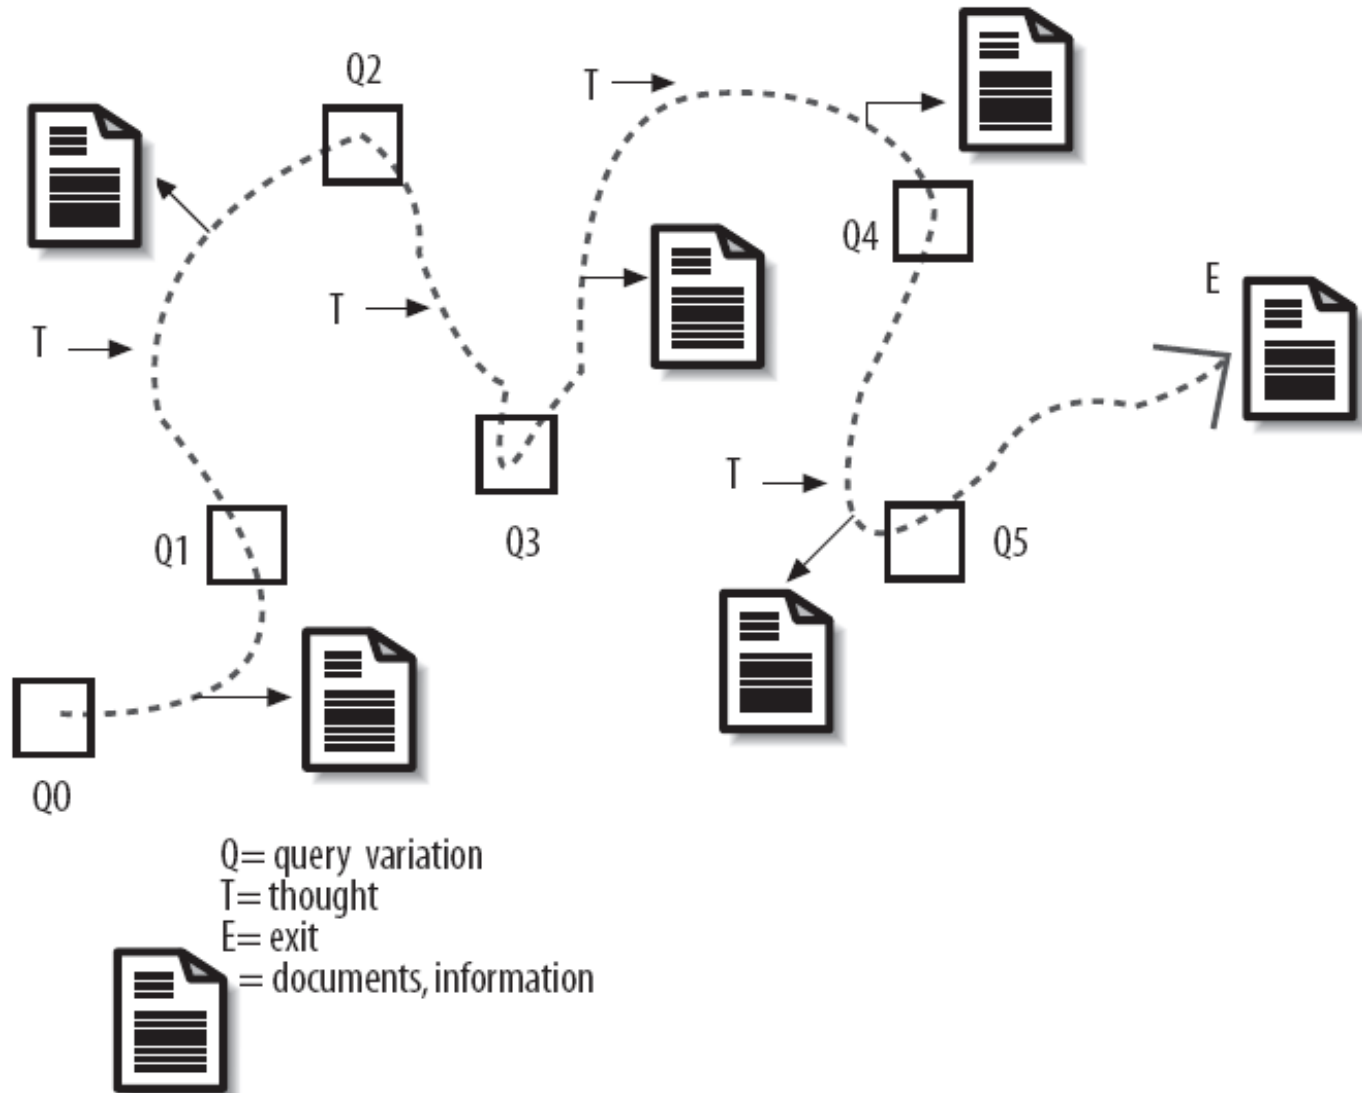 Q2
T
Q4
E
T
T
T
Q1
Q3
Q5
Q0
Q= query variation
T= thought
E= exit
= documents, information